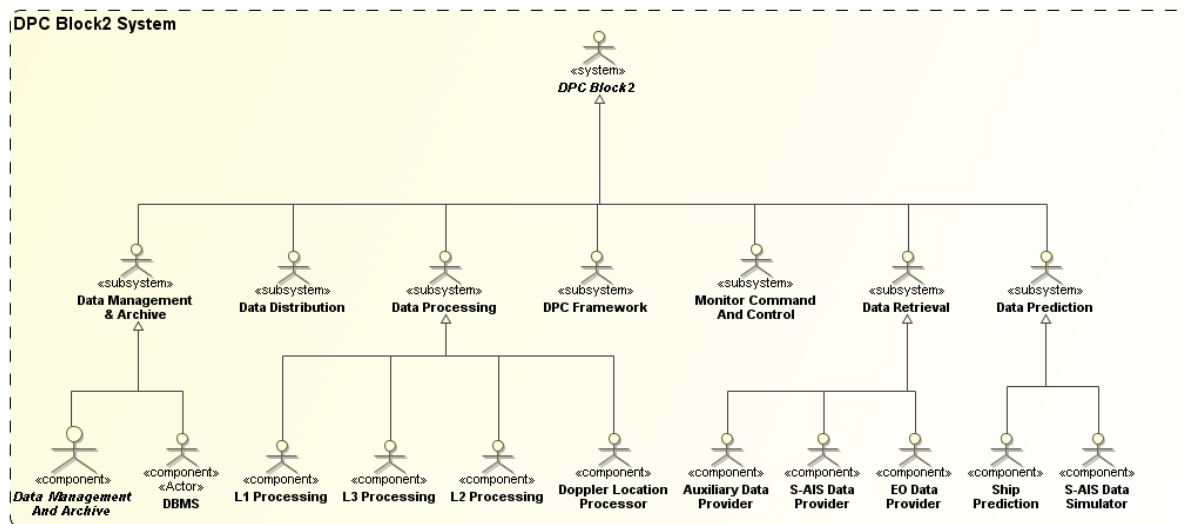 DPC Block2 System
«system»
DPC Block2
«subsystem»
Data Management
& Archive
«subsystem»
Data Distribution
«subsystem»
Data Processing
«subsystem»
DPC Framework
«subsystem»
Monitor Command
And Control
«subsystem»
Data Retrieval
«subsystem»
Data Prediction
«component»
Data Management
And Archive
«component»
«Actor»
DBMS
«component»
L1 Processing
«component»
L3 Processing
«component»
L2 Processing
«component»
Doppler Location
Processor
«component»
Auxiliary Data
Provider
«component»
S-AIS Data
Provider
«component»
EO Data
Provider
«component»
Ship
Prediction
«component»
S-AIS Data
Simulator